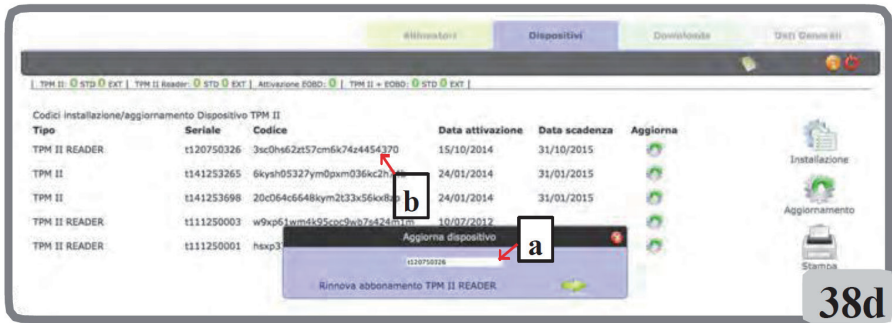 Attivatori Dispositivi Downloads Dati Generali
TPM II: 0 STD 0 EXT | TPM II Reader: 0 STD 0 EXT | Attivazione EOBD: 0 | TPM II + EOBD: 0 STD 0 EXT |
Codici installazione/aggiornamento Dispositivo TPM II
Tipo Seriale Codice Data attivazione Data scadenza Aggiorna
TPM II READER t120750326 3sc0hs62zt57cm6k74z4454370 15/10/2014 31/10/2015
Installazione
TPM II t141253265 24/01/2014 31/01/2015
b
TPM II t141253698 24/01/2014 31/01/2015
Aggiornamento
TPM II READER t111250003 w9xp61wm4k95coc9wb7s424m1m 10/07/2012
TPM II READER t111250001
Aggiorna dispositivo
a
t120750326
Stampa
Rinnova abbonamento TPM II READER
38d